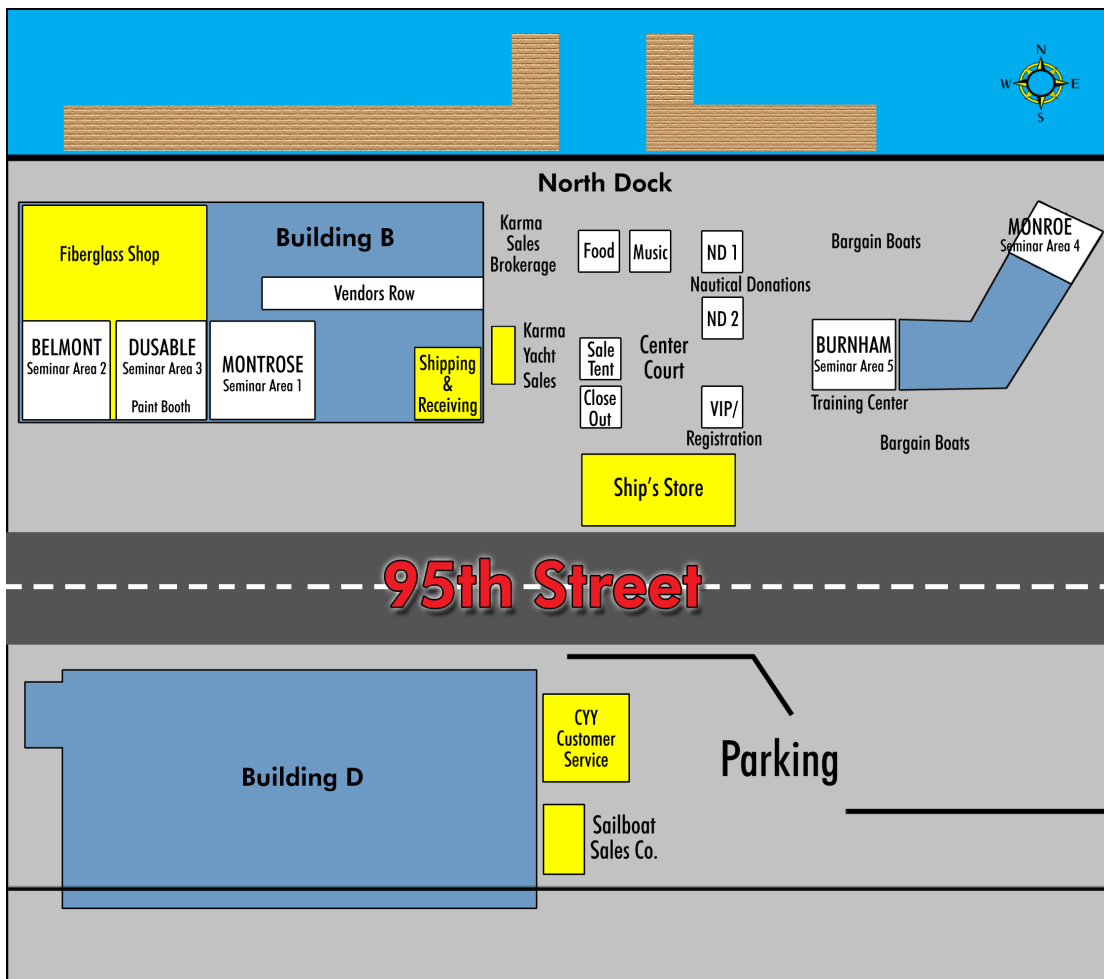 N
W E
S
North Dock
Karma
Sales
Brokerage
Building B
Fiberglass Shop
Vendors Row
Food
Music
ND 1
Nautical Donations
ND 2
Bargain Boats
MONROE
Seminar Area 4
BELMONT
Seminar Area 2
DUSABLE
Seminar Area 3
Paint Booth
MONTROSE
Seminar Area 1
Shipping
&
Receiving
Karma
Yacht
Sales
Sale
Tent
Close
Out
Center
Court
VIP/
Registration
BURNHAM
Seminar Area 5
Training Center
Bargain Boats
Ship's Store
95th Street
Building D
CYY
Customer
Service
Parking
Sailboat
Sales Co.